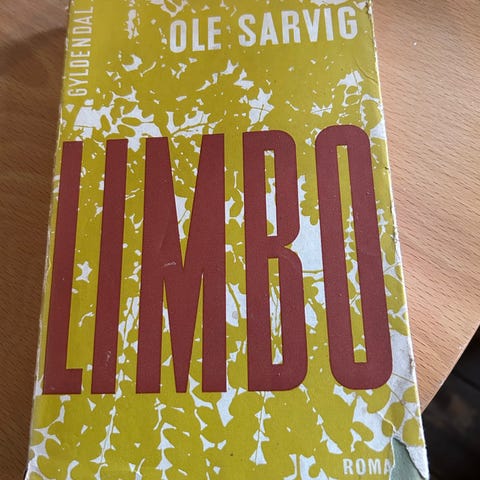 GYLDENDAL
OLE SARVIG
LIMBO
ROMA